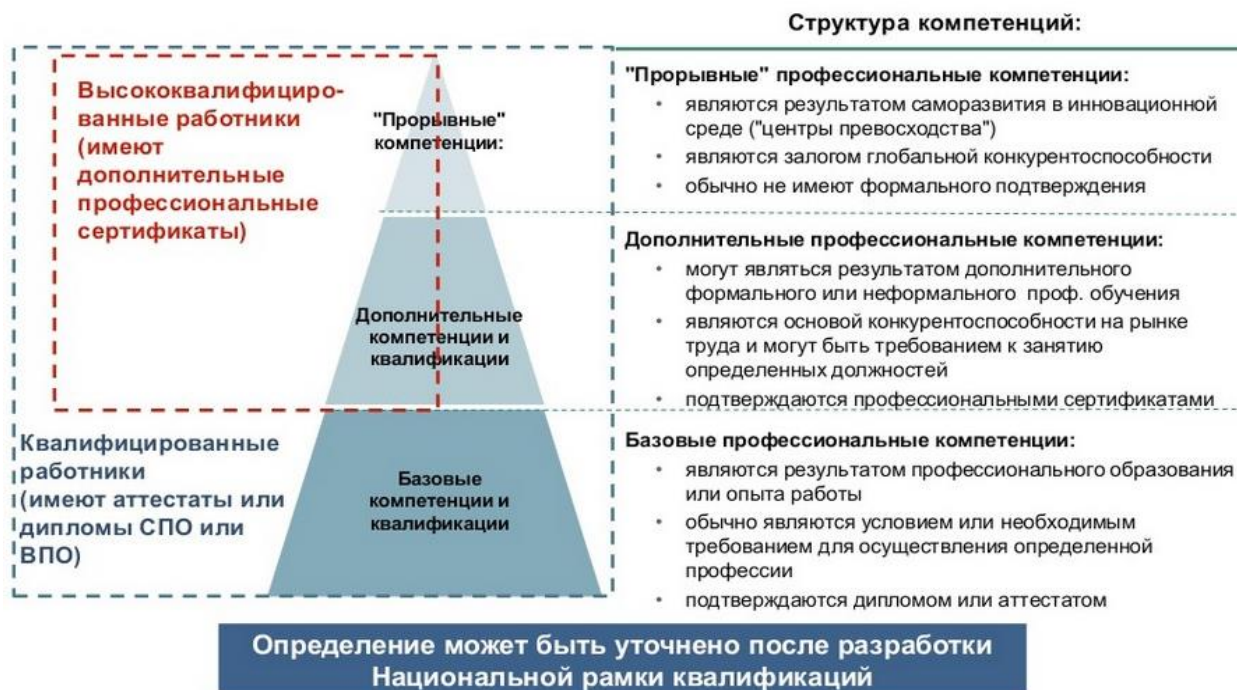 Структура компетенций:
Высококвалифициро-
ванные работники
(имеют
дополнительные
профессиональные
сертификаты)
Квалифицированные
работники
(имеют аттестаты или
дипломы СПО или
ВПО)
"Прорывные"
компетенции:
Дополнительные
компетенции и
квалификации
Базовые
компетенции и
квалификации
"Прорывные" профессиональные компетенции:
• являются результатом саморазвития в инновационной
среде ("центры превосходства")
• являются залогом глобальной конкурентоспособности
• обычно не имеют формального подтверждения
Дополнительные профессиональные компетенции:
• могут являться результатом дополнительного
формального или неформального проф. обучения
• являются основой конкурентоспособности на рынке
труда и могут быть требованием к занятию
определенных должностей
• подтверждаются профессиональными сертификатами
Базовые профессиональные компетенции:
• являются результатом профессионального образования
или опыта работы
• обычно являются условием или необходимым
требованием для осуществления определенной
профессии
• подтверждаются дипломом или аттестатом
Определение может быть уточнено после разработки
Национальной рамки квалификаций